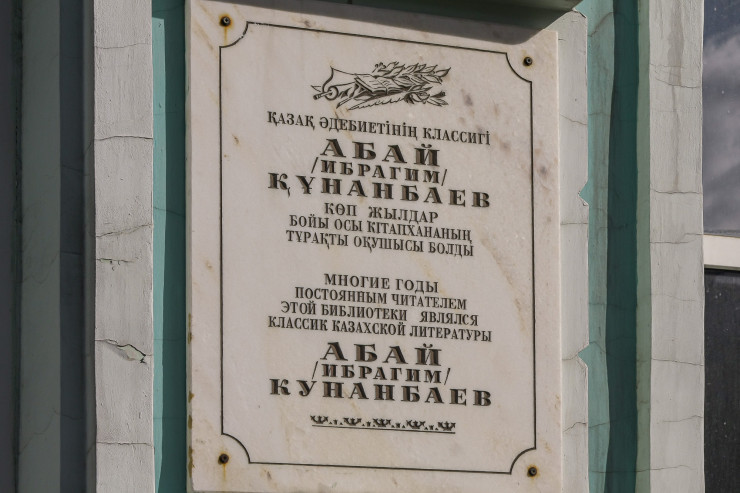 ҚАЗАҚ ӘДЕБИЕТІНІҢ КЛАССИГІ
АБАЙ
/ИБРАГИМ/
ҚҰНАНБАЕВ
КӨП ЖЫЛДАР
БОЙЫ ОСЫ КІТАПХАНАНЫҢ
ТҰРАҚТЫ ОҚУШЫСЫ БОЛДЫ
МНОГИЕ ГОДЫ
ПОСТОЯННЫМ ЧИТАТЕЛЕМ
ЭТОЙ БИБЛИОТЕКИ ЯВЛЯЛСЯ
КЛАССИК КАЗАХСКОЙ ЛИТЕРАТУРЫ
АБАЙ
/ИБРАГИМ/
КУНАНБАЕВ